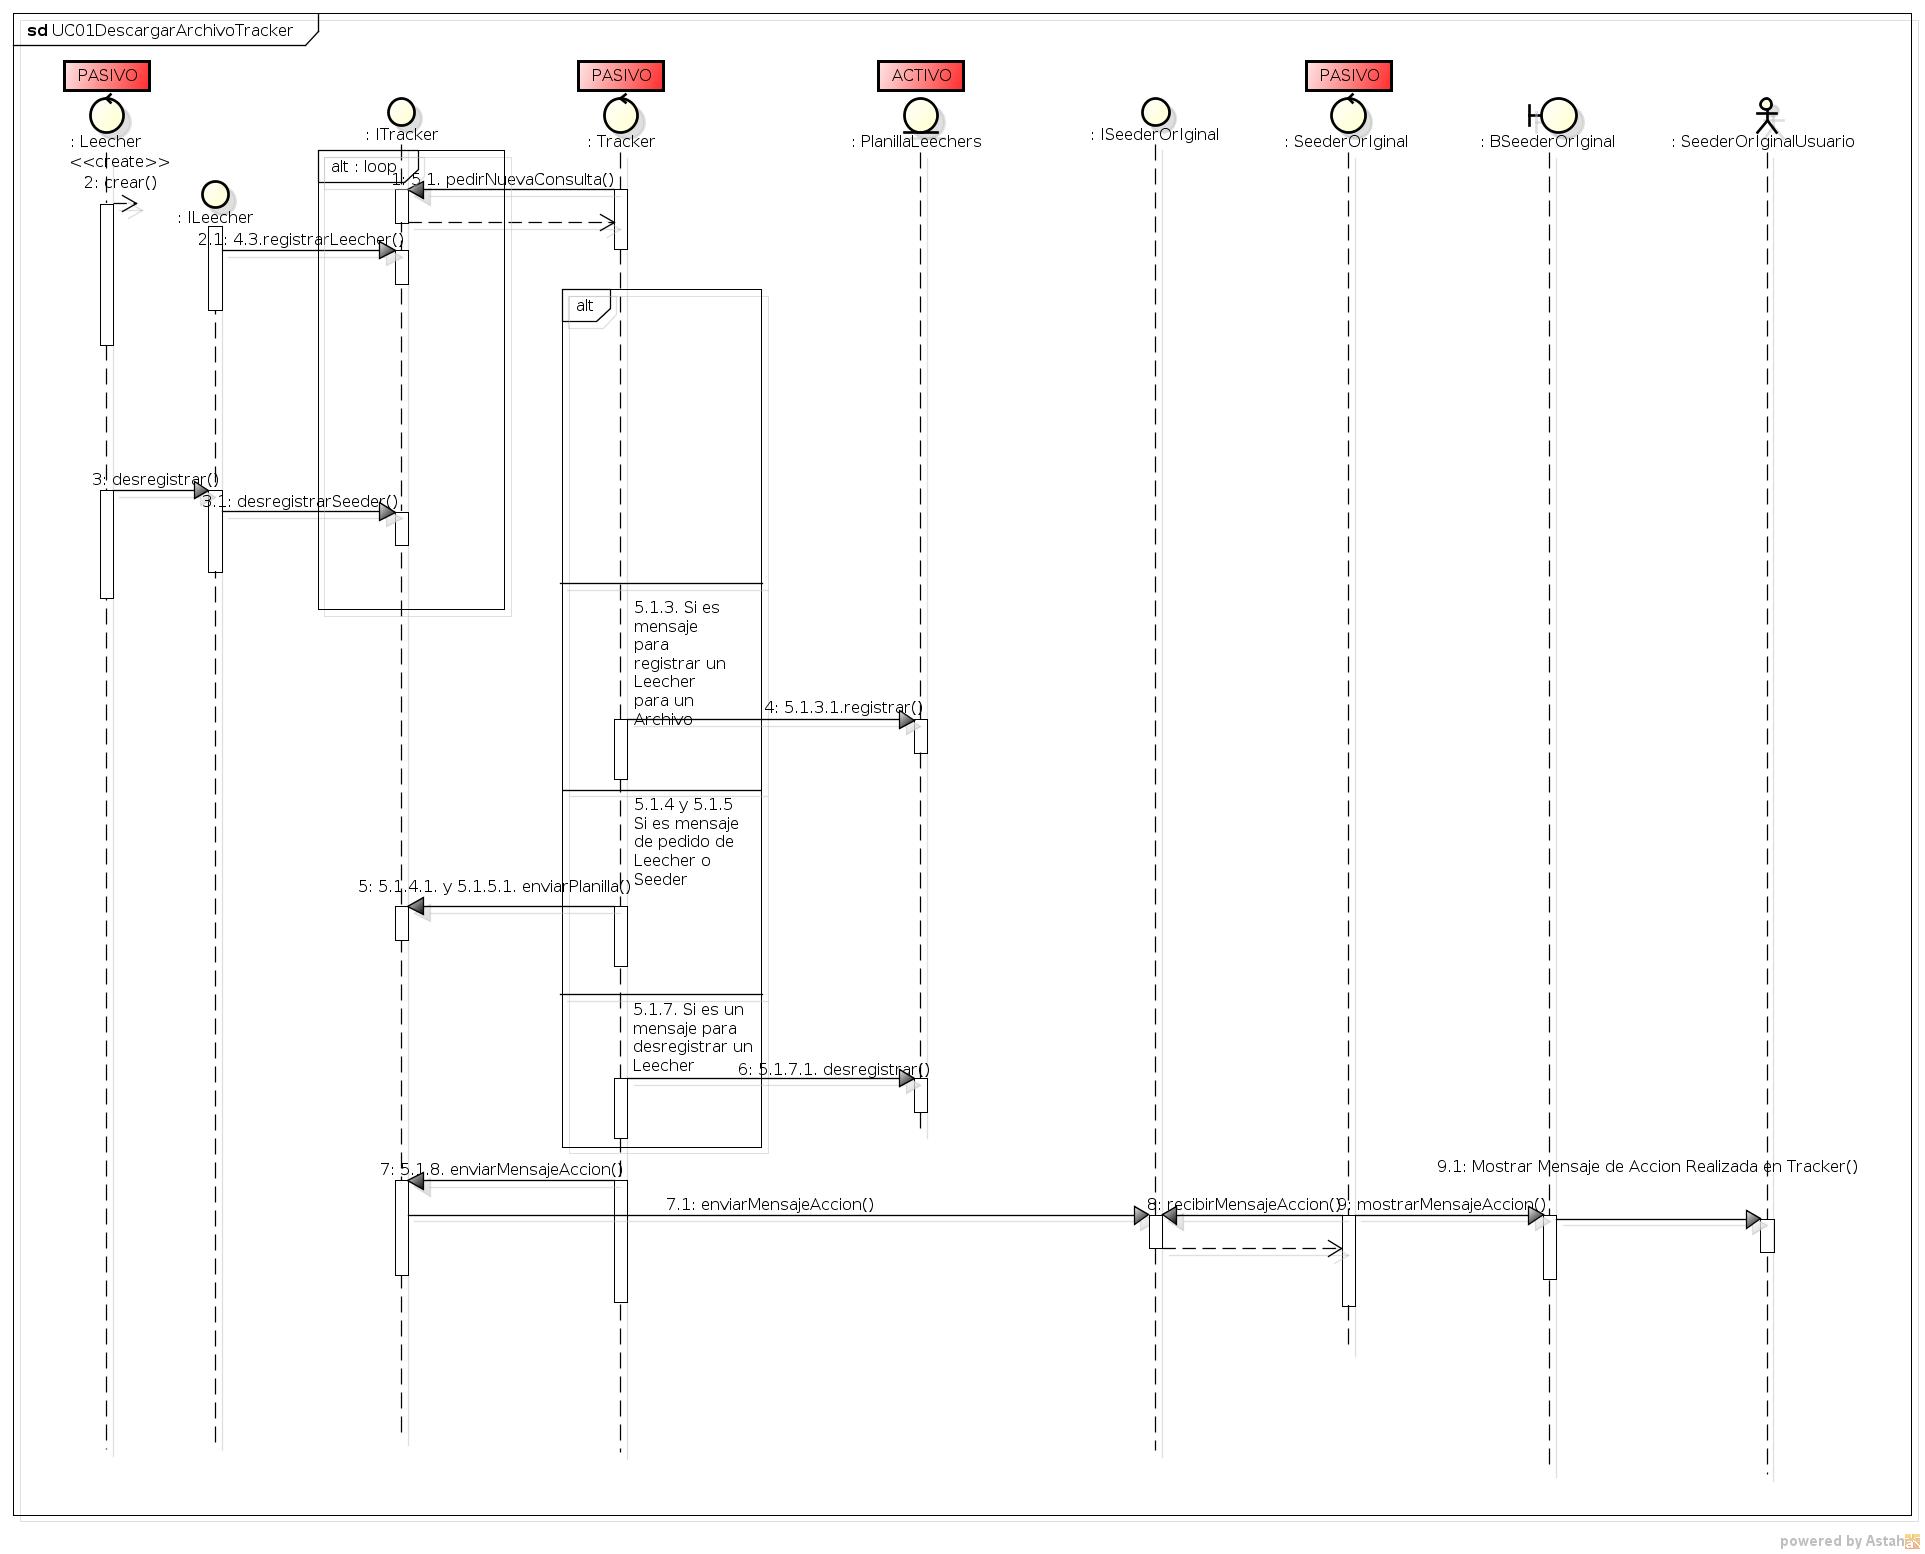 sd UC01DescargarArchivoTracker
PASIVO
PASIVO
ACTIVO
PASIVO
: Leecher
: ITracker
: Tracker
: PlanillaLeechers
: ISeederOrIginal
: SeederOrIginal
: BSeederOrIginal
: SeederOrIginalUsuario
<<create>>
2: crear()
alt : loop
1: 5.1. pedirNuevaConsulta()
: ILeecher
2.1: 4.3.registrarLeecher()
alt
3: desregistrar()
3.1: desregistrarSeeder()
5.1.3. Si es
mensaje
para
registrar un
Leecher
para un
Archivo
4: 5.1.3.1.registrar()
5.1.4 y 5.1.5
Si es mensaje
de pedido de
Leecher o
Seeder
5: 5.1.4.1. y 5.1.5.1. enviarPlanilla()
5.1.7. Si es un
mensaje para
desregistrar un
Leecher
6: 5.1.7.1. desregistrar()
7: 5.1.8. enviarMensajeAccion()
9.1: Mostrar Mensaje de Accion Realizada en Tracker()
7.1: enviarMensajeAccion()
8: recibirMensajeAccion()
9: mostrarMensajeAccion()
powered by Astah